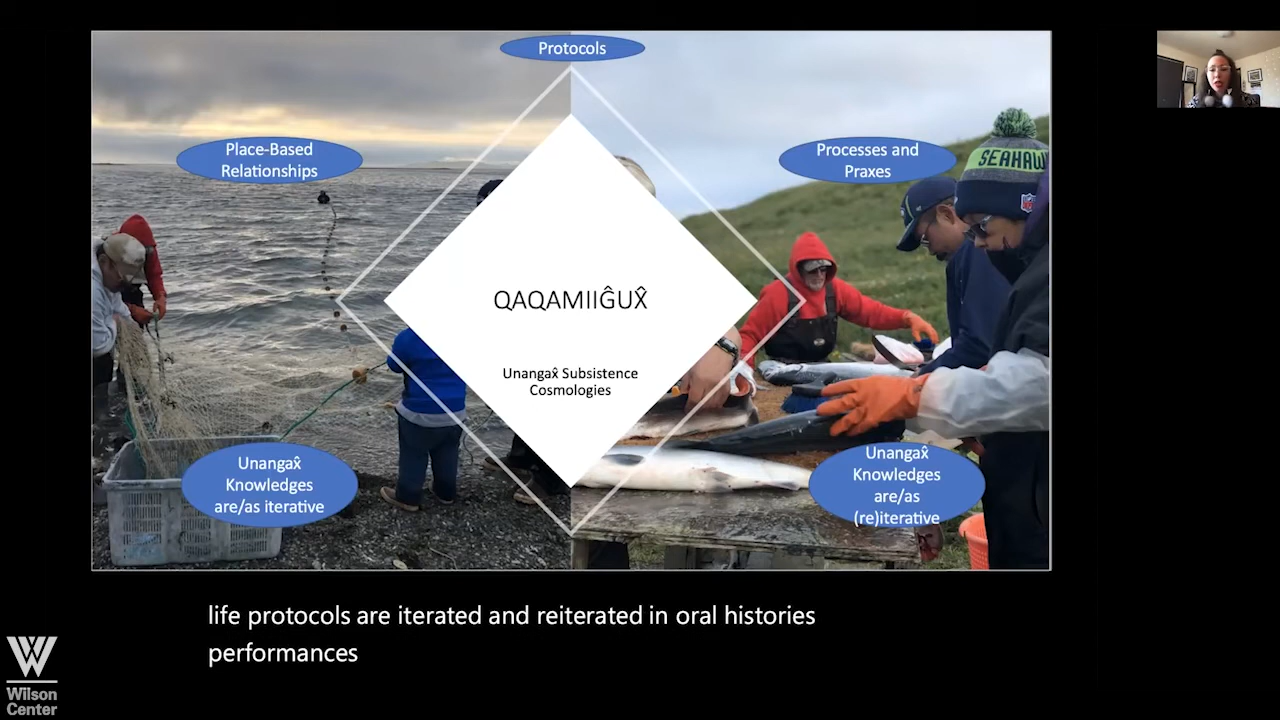 Protocols
Place-Based
Relationships
Processes and
Praxes
SEAHAW
QAQAMIIĜUX̂
Unangax̂ Subsistence
Cosmologies
Unangax̂
Knowledges
are/as iterative
Unangax̂
Knowledges
are/as
(re)iterative
life protocols are iterated and reiterated in oral histories
performances
Wilson
Center